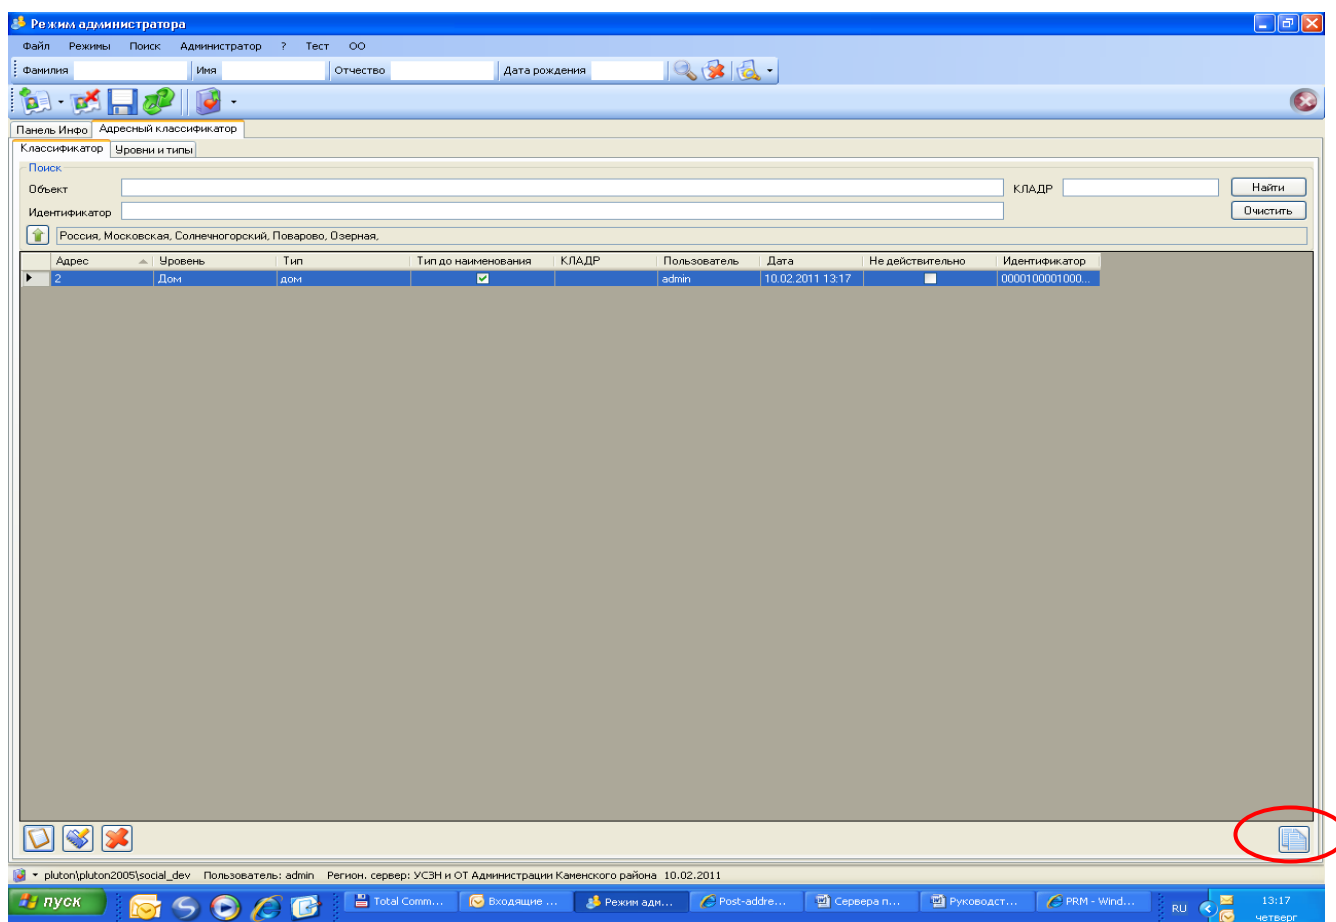 Режим администратора
Файл Режимы Поиск Администратор ? Тест ОО
Фамилия Имя Отчество Дата рождения
Панель Инфо Адресный классификатор
Классификатор Уровни и типы
Поиск
Объект КЛАДР Найти
Идентификатор Очистить
Россия, Московская, Солнечногорский, Поварово, Озерная,
Адрес Уровень Тип Тип до наименования КЛАДР Пользователь Дата Не действительно Идентификатор
2 Дом дом admin 10.02.2011 13:17 0000100001000...
pluton\pluton2005\social_dev Пользователь: admin Регион. сервер: УСЗН и ОТ Администрации Каменского района 10.02.2011
пуск Total Comm... Входящие ... Режим адм... Post-addre... Сервера п... Руководст... PRM - Wind... RU 13:17
четверг